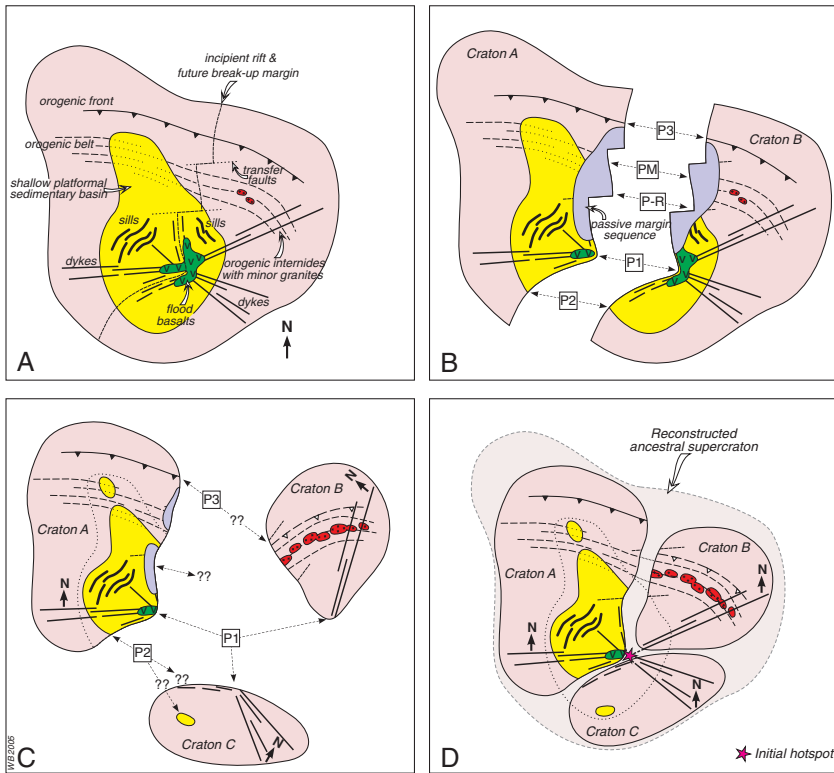 incipient rift &
future break-up margin
orogenic front
orogenic belt
shallow platformal
sedimentary basin
transfer
faults
sills
sills
dykes
orogenic internides
with minor granites
flood
basalts
dykes
v
v
v
v
v
N
A
Craton A
Craton B
P3
PM
P-R
passive margin
sequence
P1
P2
v
v
v
v
v
B
Craton A
N
v
P3
??
??
Craton B
N
P1
P2
??
??
Craton C
N
WB2005
C
Reconstructed
ancestral supercraton
Craton A
N
v
v
Craton B
N
Craton C
N
D
Initial hotspot